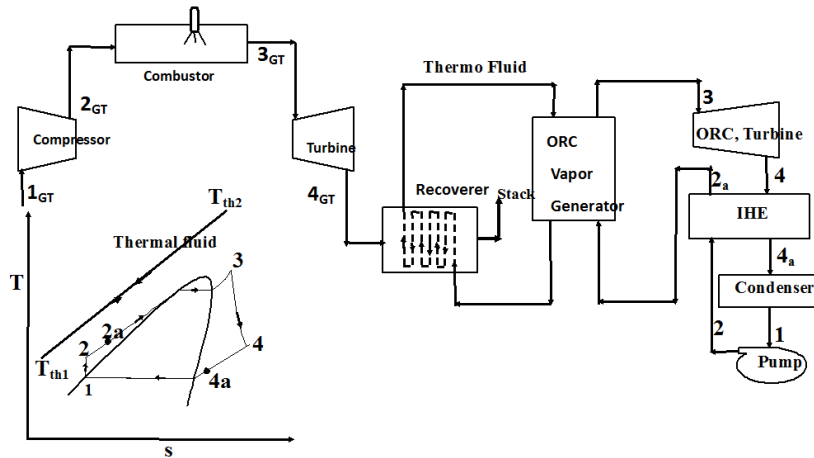 Combustor
3GT
2GT
Compressor
1GT
Turbine
4GT
Thermo Fluid
Recoverer
Stack
ORC
Vapor
Generator
3
ORC, Turbine
4
2a
IHE
4a
Condenser
2
1
Pump
Tth2
Thermal fluid
T
3
2a
2
4
Tth1
1
4a
s